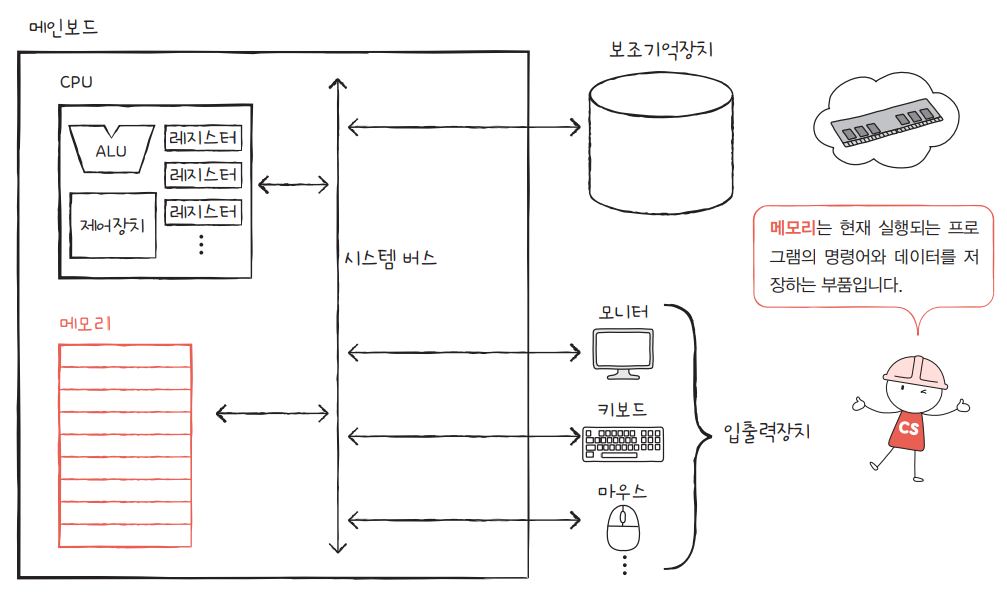 메인보드
CPU
ALU
레지스터
레지스터
레지스터
제어장치
메모리
시스템 버스
보조기억장치
모니터
키보드
마우스
입출력장치
메모리는 현재 실행되는 프로
그램의 명령어와 데이터를 저
장하는 부품입니다.
CS